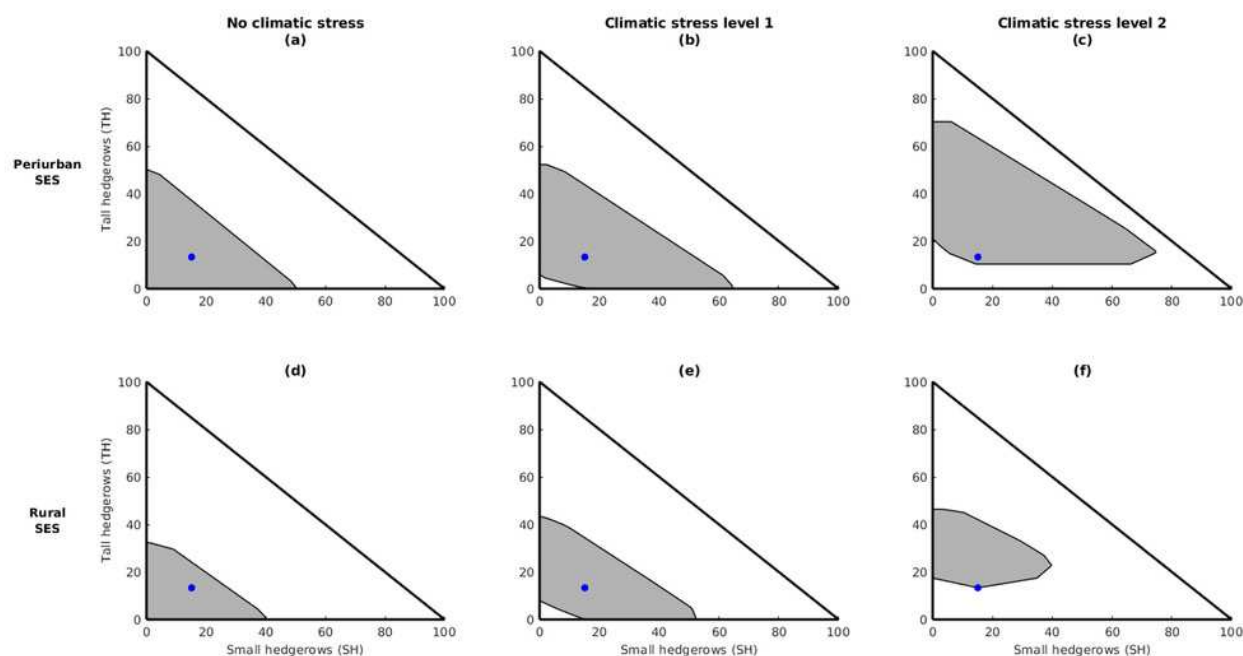 No climatic stress
(a)
Climatic stress level 1
(b)
Climatic stress level 2
(c)
Periurban
SES
Tall hedgerows (TH)
100
80
60
40
20
0
0 20 40 60 80 100
100
80
60
40
20
0
0 20 40 60 80 100
100
80
60
40
20
0
0 20 40 60 80 100
(d)
(e)
(f)
Rural
SES
Tall hedgerows (TH)
100
80
60
40
20
0
0 20 40 60 80 100
Small hedgerows (SH)
100
80
60
40
20
0
0 20 40 60 80 100
Small hedgerows (SH)
100
80
60
40
20
0
0 20 40 60 80 100
Small hedgerows (SH)